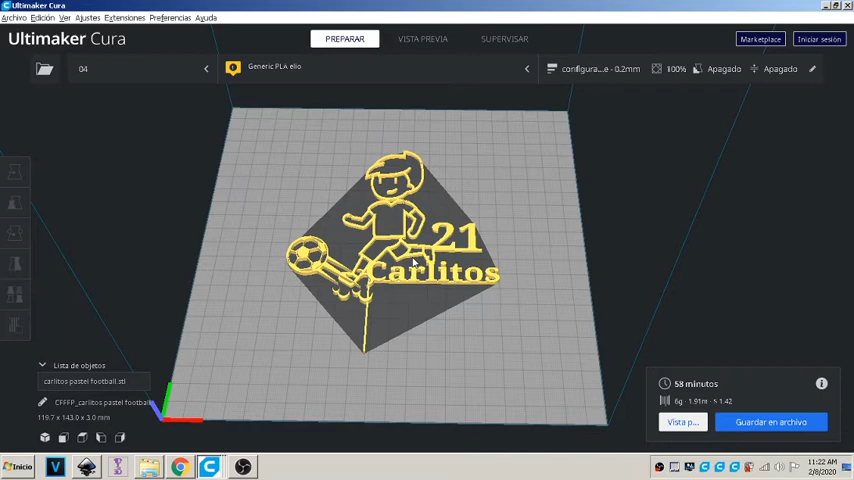 Ultimaker Cura
Archivo Edición Ver Ajustes Extensiones Preferencias Ayuda
Ultimaker Cura
PREPARAR
VISTA PREVIA
SUPERVISAR
Marketplace
Iniciar sesión
04
Generic PLA elio
configura...e - 0.2mm
100%
Apagado
Apagado
21
Carlitos
Lista de objetos
carlitos pastel football.stl
CFFFP_carlitos pastel football
119.7 x 143.0 x 3.0 mm
58 minutos
6g · 1.91m · € 1.42
Vista p...
Guardar en archivo
Inicio
11:22 AM
2/8/2020